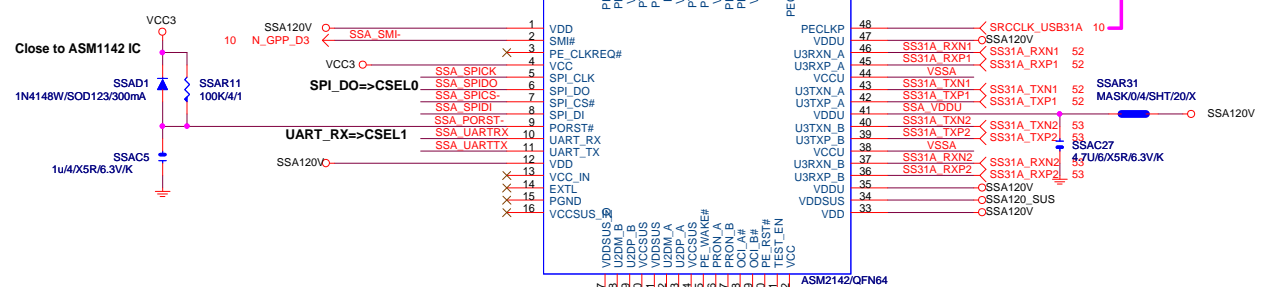 VCC3
Close to ASM1142 IC
SSAD1
1N4148W/SOD123/300mA
SSAR11
100K/4/1
SSAC5
1u/4/X5R/6.3V/K
SSA120V
10 N_GPP_D3 SSA_SMI-
VCC3
SSA_SPICK
SPI_DO=>CSEL0 SSA_SPIDO
SSA_SPICS-
SSA_SPIDI
SSA_PORST-
UART_RX=>CSEL1 SSA_UARTRX
SSA_UARTTX
SSA120V
1 VDD
2 SMI#
3 PE_CLKREQ#
4 VCC
5 SPI_CLK
6 SPI_DO
7 SPI_CS#
8 SPI_DI
9 PORST#
10 UART_RX
11 UART_TX
12 VDD
13 VCC_IN
14 EXTL
15 PGND
16 VCCSUS_IN
VDDSUS
U2DM_B
U2DP_B
VCCSUS
VDDSUS
U2DM_A
U2DP_A
VCCSUS
PE_WAKE#
PRON_A
PRON_B
OCI_A#
OCI_B#
PE_RST#
TEST_EN
VCC
PECLKP 48 SRCCLK_USB31A 10
VDDU 47 SSA120V
U3RXN_A 46 SS31A_RXN1 SS31A_RXN1 52
U3RXP_A 45 SS31A_RXP1 SS31A_RXP1 52
VCCU 44 VSSA
U3TXN_A 43 SS31A_TXN1 SS31A_TXN1 52
U3TXP_A 42 SS31A_TXP1 SS31A_TXP1 52
VDDU 41 SSA_VDDU
U3TXN_B 40 SS31A_TXN2 SS31A_TXN2 53
U3TXP_B 39 SS31A_TXP2 SS31A_TXP2 53
VCCU 38 VSSA
U3RXN_B 37 SS31A_RXN2 SS31A_RXN2 53
U3RXP_B 36 SS31A_RXP2 SS31A_RXP2 53
VDDU 35 SSA120V
VDDSUS 34 SSA120_SUS
VDD 33 SSA120V
SSAR31
MASK/0/4/SHT/20/X
SSA120V
SSAC27
4.7U/6/X5R/6.3V/K
ASM2142/QFN64